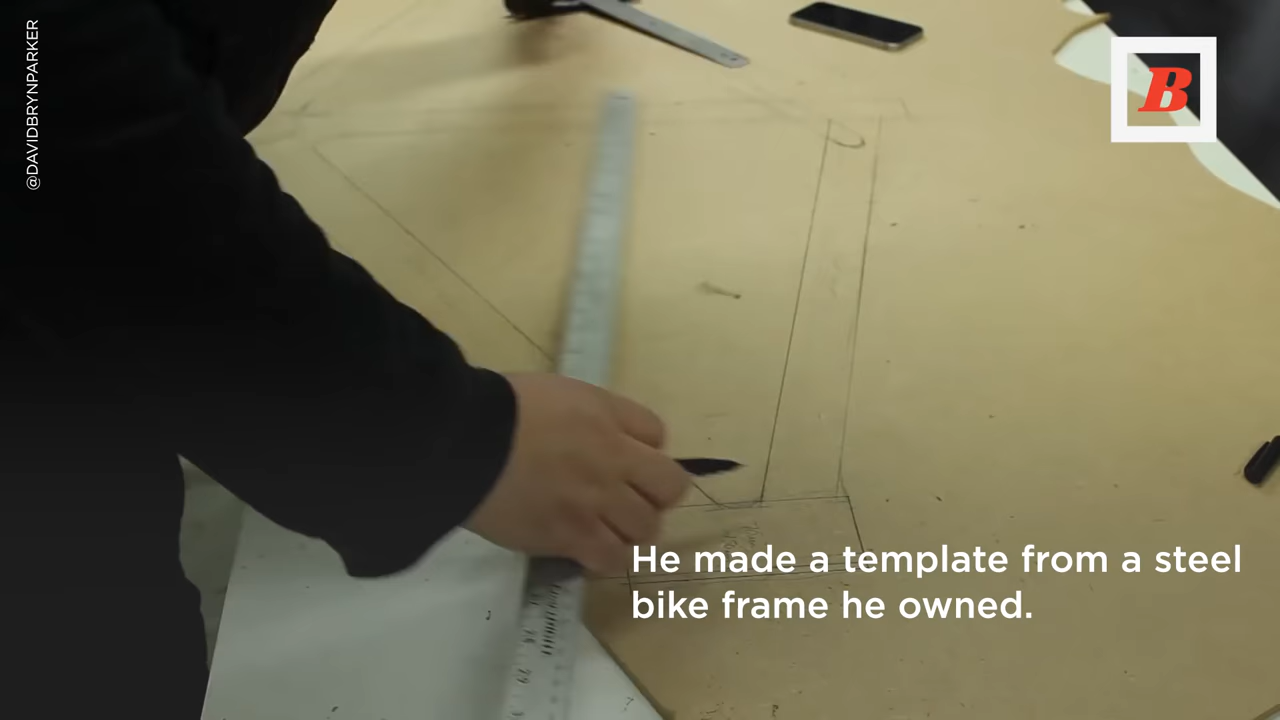 @DAVIDBRYNPARKER
B
He made a template from a steel
bike frame he owned.